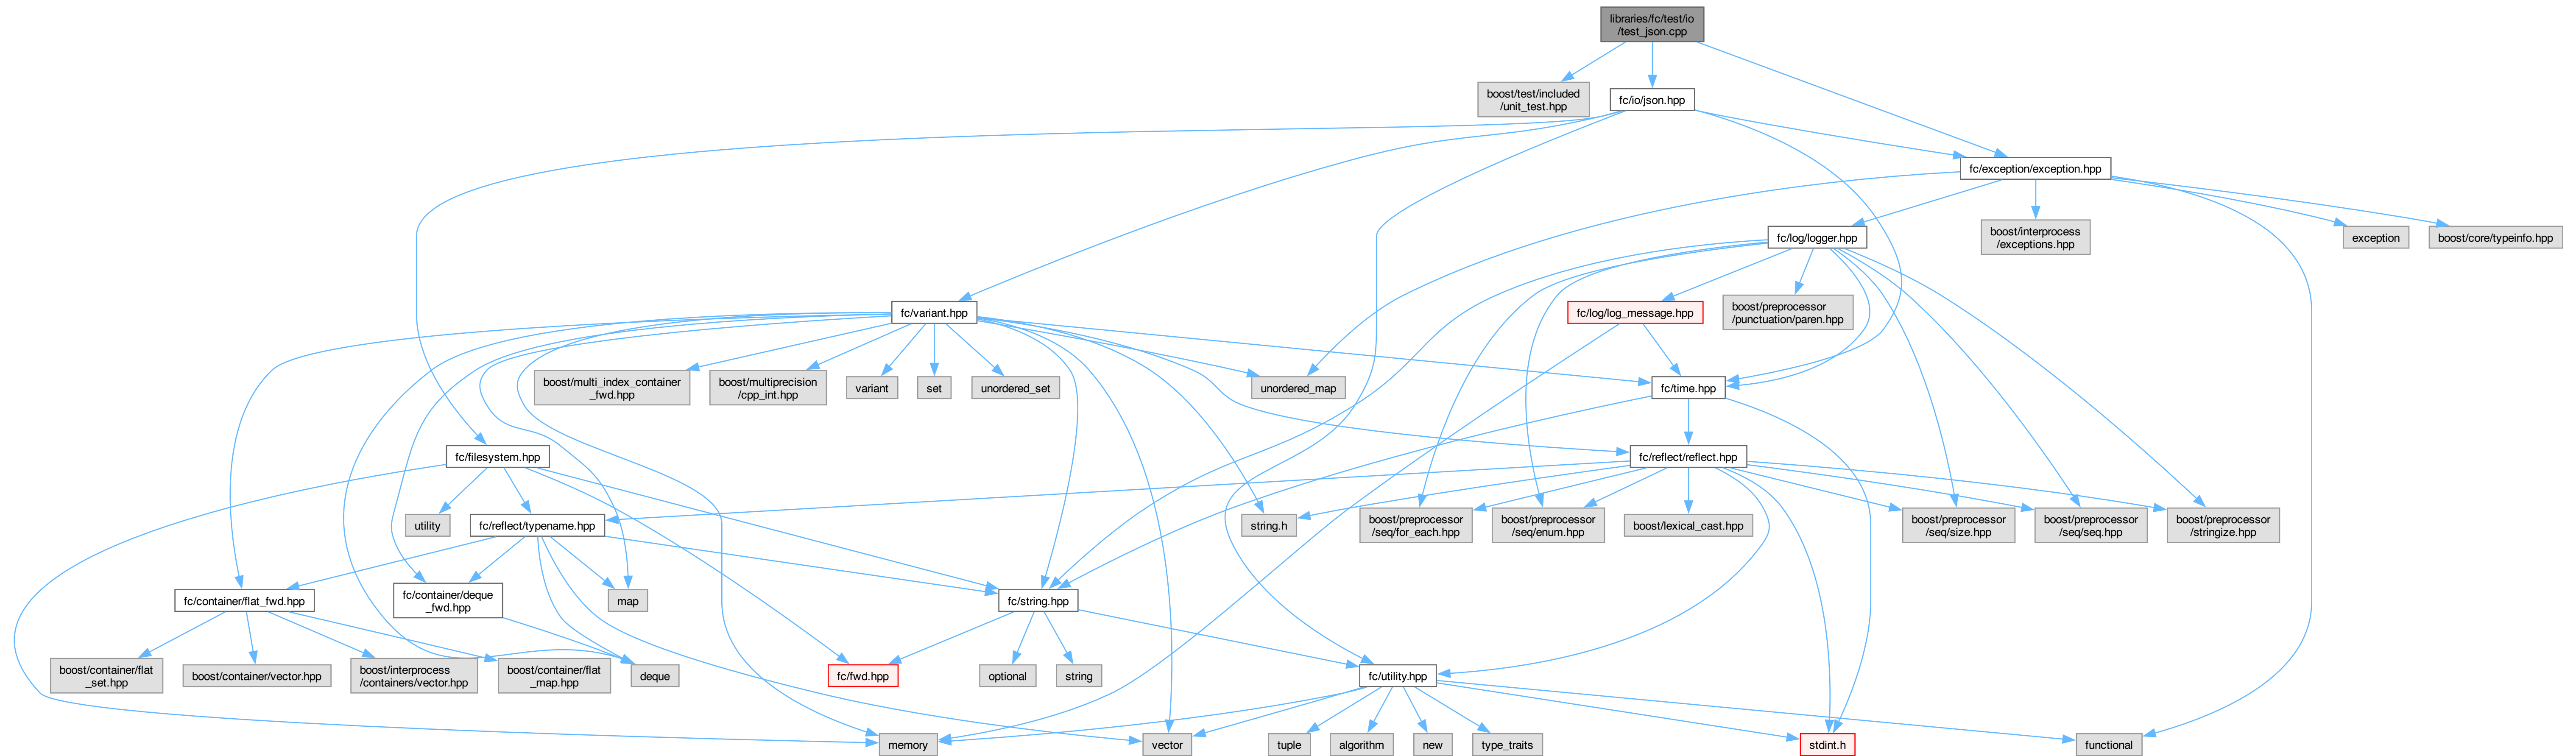 libraries/fc/test/io
/test_json.cpp
boost/test/included
/unit_test.hpp
fc/io/json.hpp
fc/exception/exception.hpp
fc/log/logger.hpp
boost/interprocess
/exceptions.hpp
exception
boost/core/typeinfo.hpp
fc/variant.hpp
fc/log/log_message.hpp
boost/preprocessor
/punctuation/paren.hpp
boost/multi_index_container
_fwd.hpp
boost/multiprecision
/cpp_int.hpp
variant
set
unordered_set
unordered_map
fc/time.hpp
fc/filesystem.hpp
fc/reflect/reflect.hpp
utility
fc/reflect/typename.hpp
string.h
boost/preprocessor
/seq/for_each.hpp
boost/preprocessor
/seq/enum.hpp
boost/lexical_cast.hpp
boost/preprocessor
/seq/size.hpp
boost/preprocessor
/seq/seq.hpp
boost/preprocessor
/stringize.hpp
fc/container/flat_fwd.hpp
fc/container/deque
_fwd.hpp
map
fc/string.hpp
boost/container/flat
_set.hpp
boost/container/vector.hpp
boost/interprocess
/containers/vector.hpp
boost/container/flat
_map.hpp
deque
fc/fwd.hpp
optional
string
fc/utility.hpp
memory
vector
tuple
algorithm
new
type_traits
stdint.h
functional